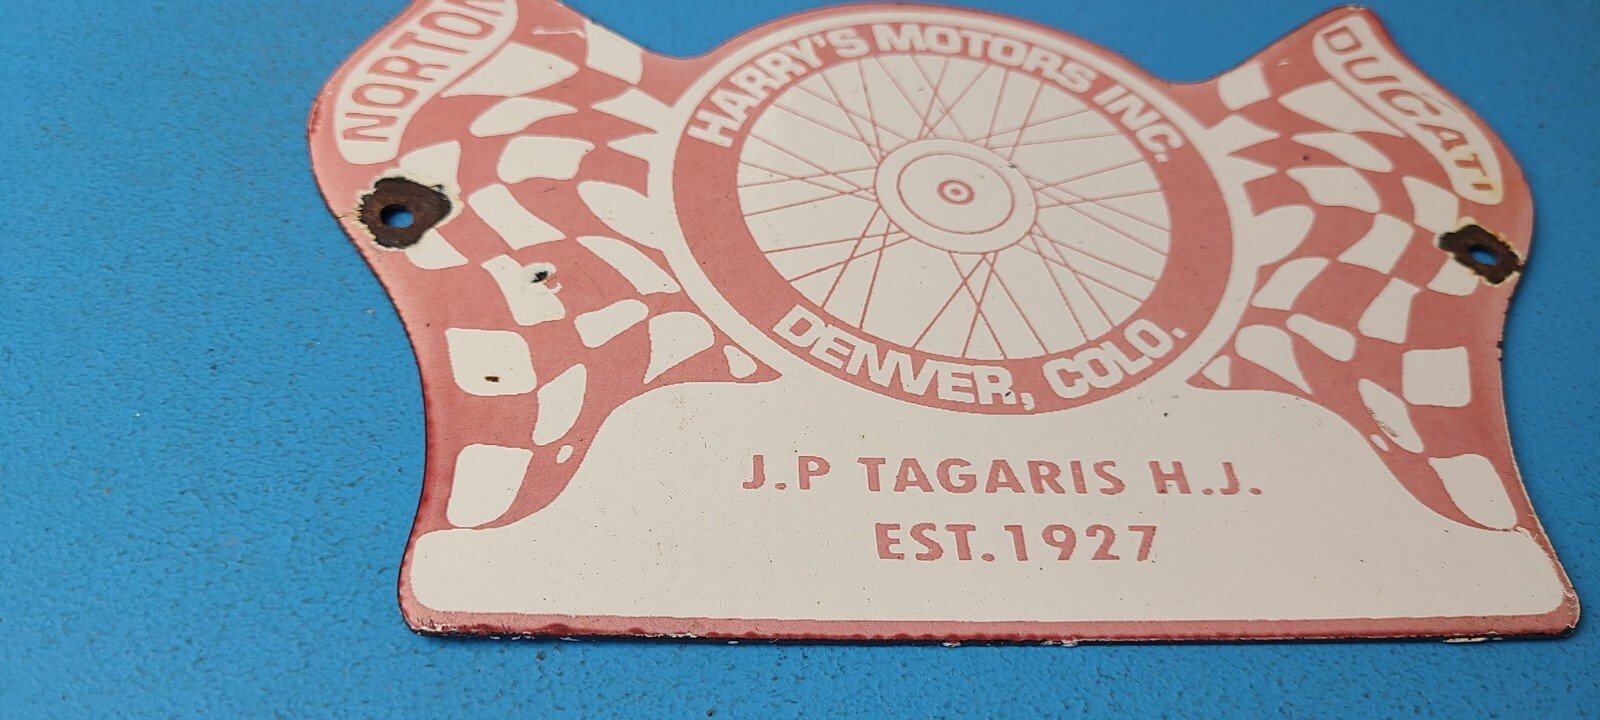 NORTON
DUCATI
HARRY'S MOTORS INC.
DENVER, COLO.
J.P TAGARIS H.J.
EST.1927